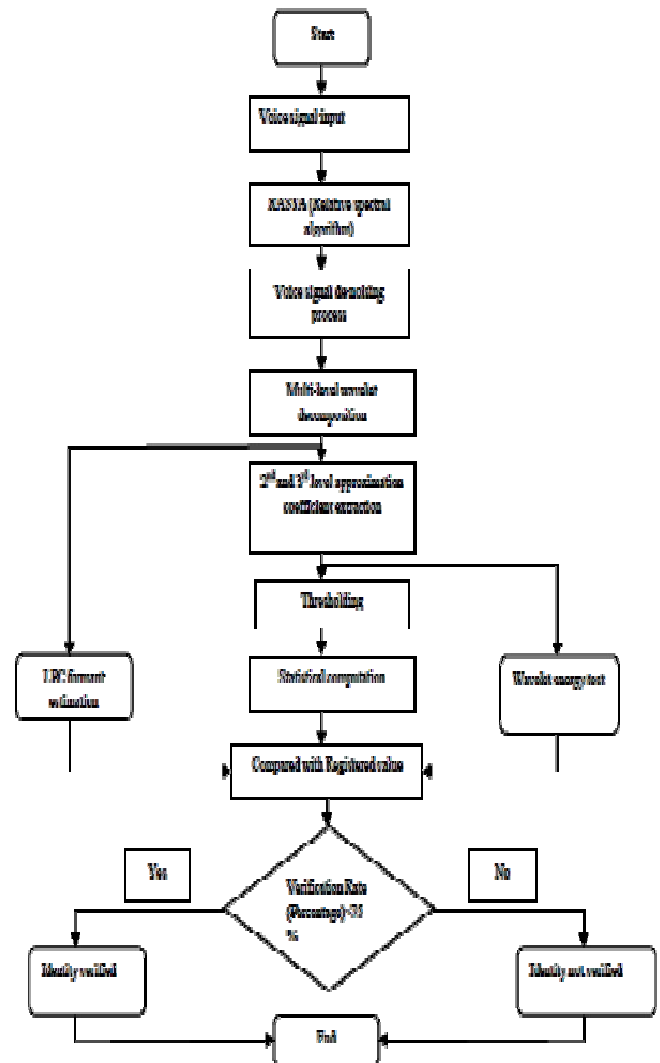 Start
Voice signal input
(Relative spectral
algorithm)
Voice signal de-noising
process
Multi-level wavelet
decomposition
2nd and 3rd level approximation
coefficient extraction
Thresholding
LPC formant
estimation
Statistical computation
Wavelet energy test
Compared with Registered value
Yes
No
Verification Rate
(Percentage)
%
Identity verified
Identity not verified
End